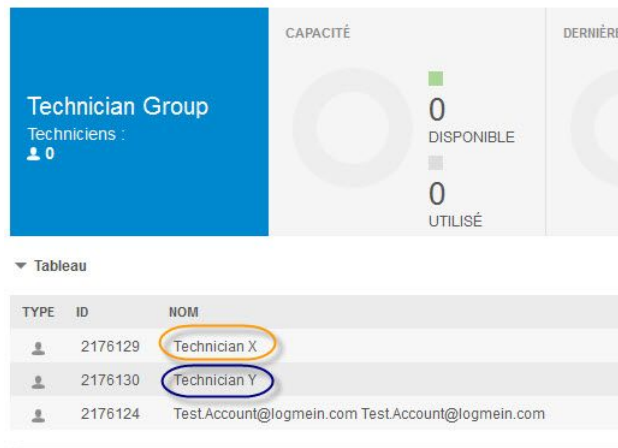 CAPACITÉ
DERNIÈRE
Technician Group
Techniciens :
0
0
DISPONIBLE
0
UTILISÉ
Tableau
TYPE ID NOM
2176129 Technician X
2176130 Technician Y
2176124 Test.Account@logmein.com Test.Account@logmein.com